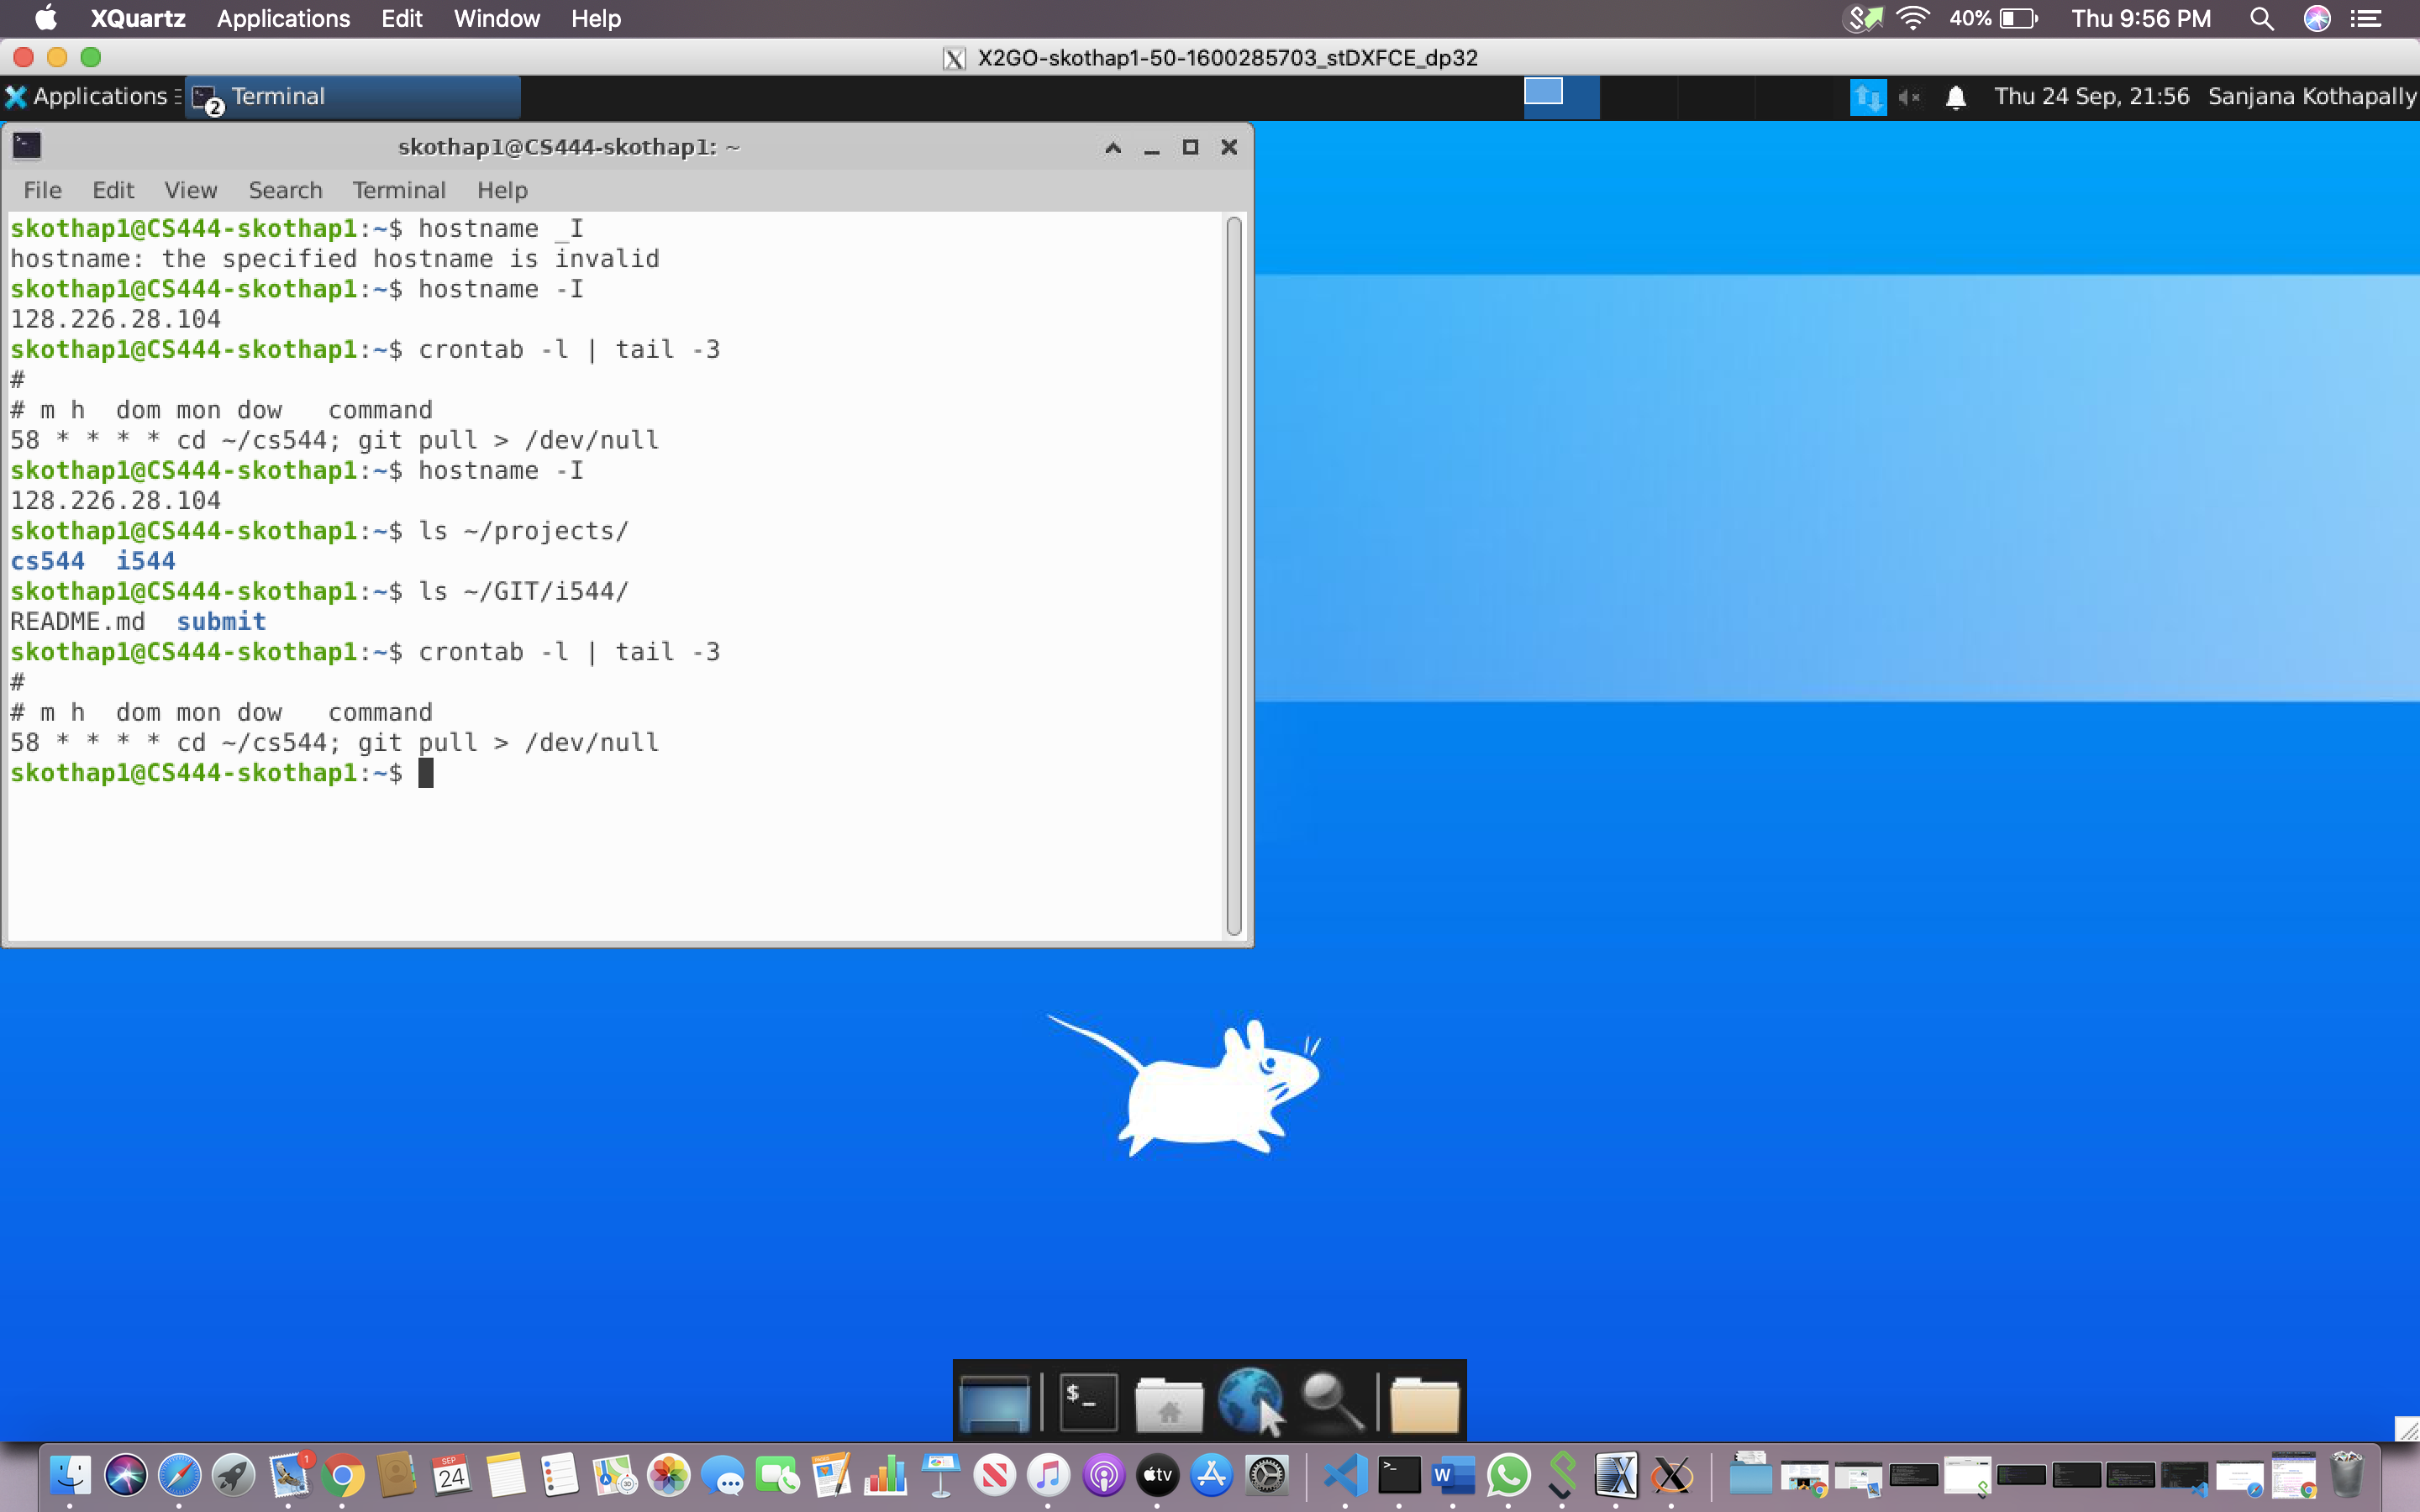 XQuartz Applications Edit Window Help 40% Thu 9:56 PM
X2GO-skothap1-50-1600285703_stDXFCE_dp32
Applications 2 Terminal Thu 24 Sep, 21:56 Sanjana Kothapally
skothap1@CS444-skothap1: ~
File Edit View Search Terminal Help
skothap1@CS444-skothap1:~$ hostname _I
hostname: the specified hostname is invalid
skothap1@CS444-skothap1:~$ hostname -I
128.226.28.104
skothap1@CS444-skothap1:~$ crontab -l | tail -3
#
# m h  dom mon dow   command
58 * * * * cd ~/cs544; git pull > /dev/null
skothap1@CS444-skothap1:~$ hostname -I
128.226.28.104
skothap1@CS444-skothap1:~$ ls ~/projects/
cs544  i544
skothap1@CS444-skothap1:~$ ls ~/GIT/i544/
README.md  submit
skothap1@CS444-skothap1:~$ crontab -l | tail -3
#
# m h  dom mon dow   command
58 * * * * cd ~/cs544; git pull > /dev/null
skothap1@CS444-skothap1:~$
$_
1 SEP 24 tv >_ W